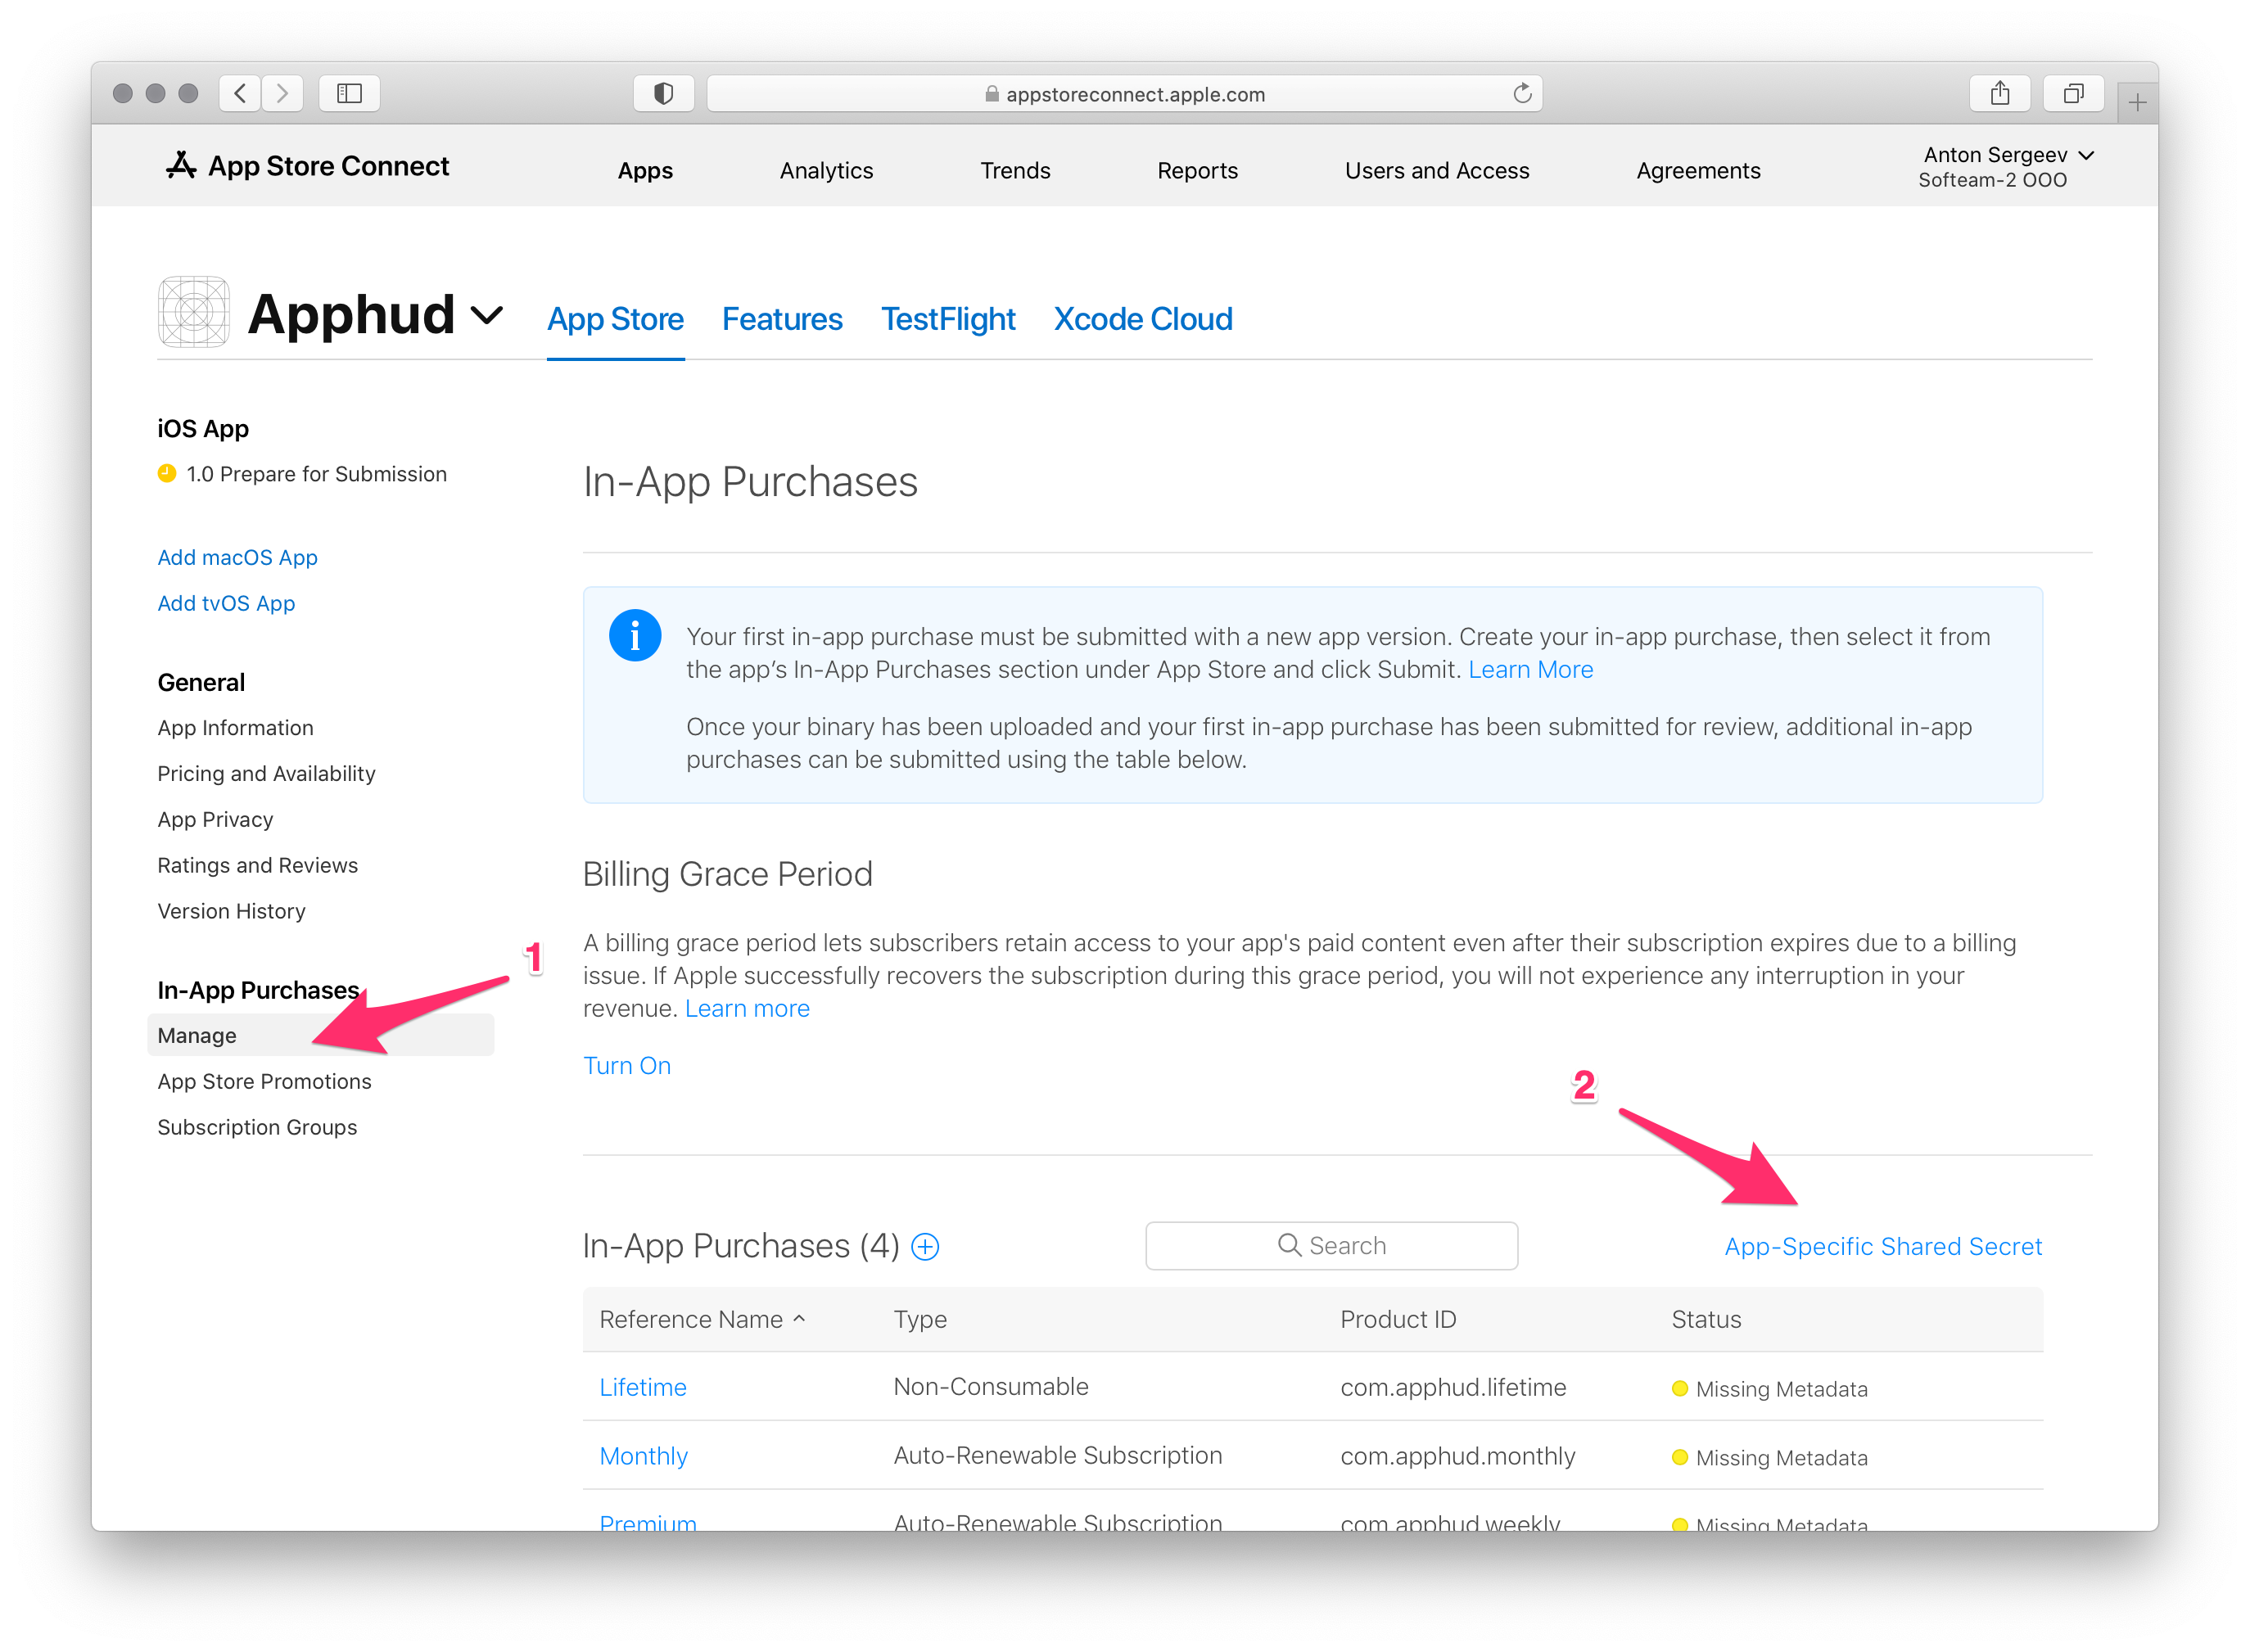 appstoreconnect.apple.com
App Store Connect
Apps
Analytics
Trends
Reports
Users and Access
Agreements
Anton Sergeev
Softeam-2 OOO
Apphud
App Store
Features
TestFlight
Xcode Cloud
iOS App
1.0 Prepare for Submission
Add macOS App
Add tvOS App
General
App Information
Pricing and Availability
App Privacy
Ratings and Reviews
Version History
In-App Purchases
Manage
App Store Promotions
Subscription Groups
1
In-App Purchases
Your first in-app purchase must be submitted with a new app version. Create your in-app purchase, then select it from
the app’s In-App Purchases section under App Store and click Submit. Learn More
Once your binary has been uploaded and your first in-app purchase has been submitted for review, additional in-app
purchases can be submitted using the table below.
Billing Grace Period
A billing grace period lets subscribers retain access to your app's paid content even after their subscription expires due to a billing
issue. If Apple successfully recovers the subscription during this grace period, you will not experience any interruption in your
revenue. Learn more
Turn On
2
In-App Purchases (4)
Search
App-Specific Shared Secret
Reference Name
Type
Product ID
Status
Lifetime
Non-Consumable
com.apphud.lifetime
Missing Metadata
Monthly
Auto-Renewable Subscription
com.apphud.monthly
Missing Metadata
Premium
Auto-Renewable Subscription
com.apphud.weekly
Missing Metadata